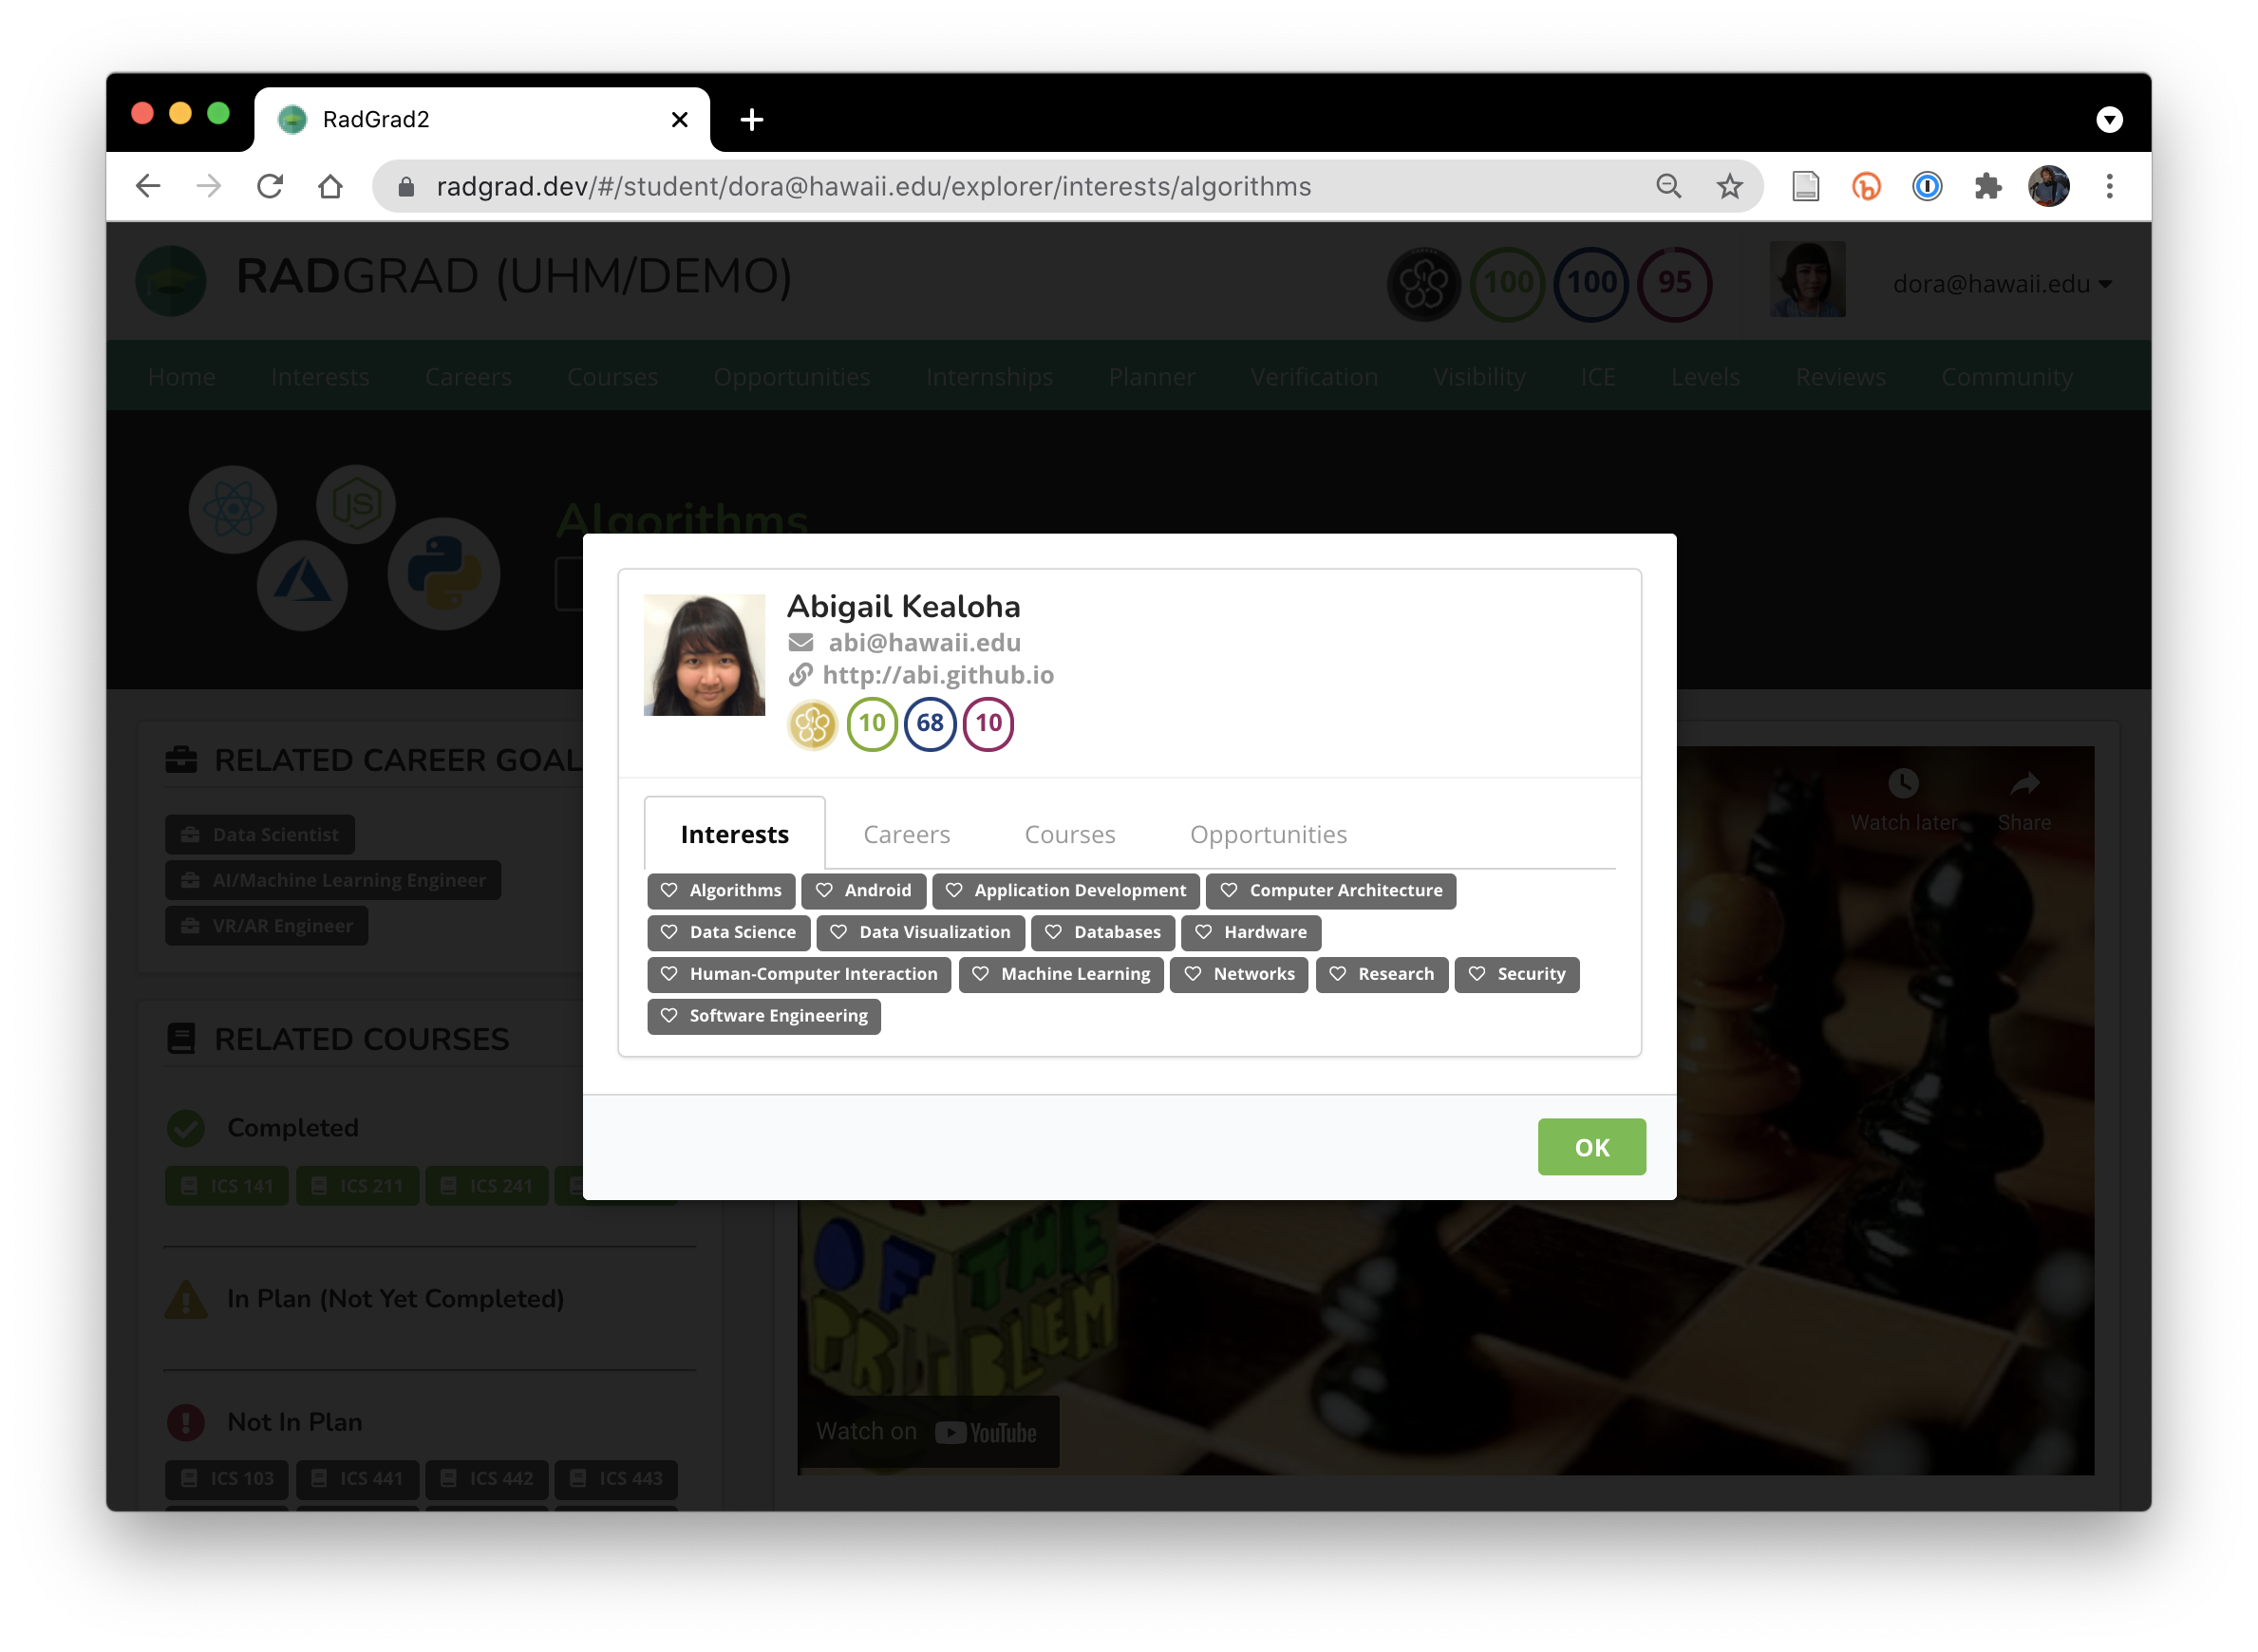 RadGrad2
radgrad.dev/#/student/dora@hawaii.edu/explorer/interests/algorithms
RADGRAD (UHM/DEMO)
100 100 95
dora@hawaii.edu
Home Interests Careers Courses Opportunities Internships Planner Verification Visibility ICE Levels Reviews Community
JS
Algorithms
Abigail Kealoha
abi@hawaii.edu
http://abi.github.io
10 68 10
Interests Careers Courses Opportunities
Algorithms Android Application Development Computer Architecture
Data Science Data Visualization Databases Hardware
Human-Computer Interaction Machine Learning Networks Research Security
Software Engineering
OK
RELATED CAREER GOAL
Data Scientist
AI/Machine Learning Engineer
VR/AR Engineer
RELATED COURSES
Completed
ICS 141 ICS 211 ICS 241
In Plan (Not Yet Completed)
Not In Plan
ICS 103 ICS 441 ICS 442 ICS 443
Watch later Share
OF THE
PROBLEM
Watch on YouTube